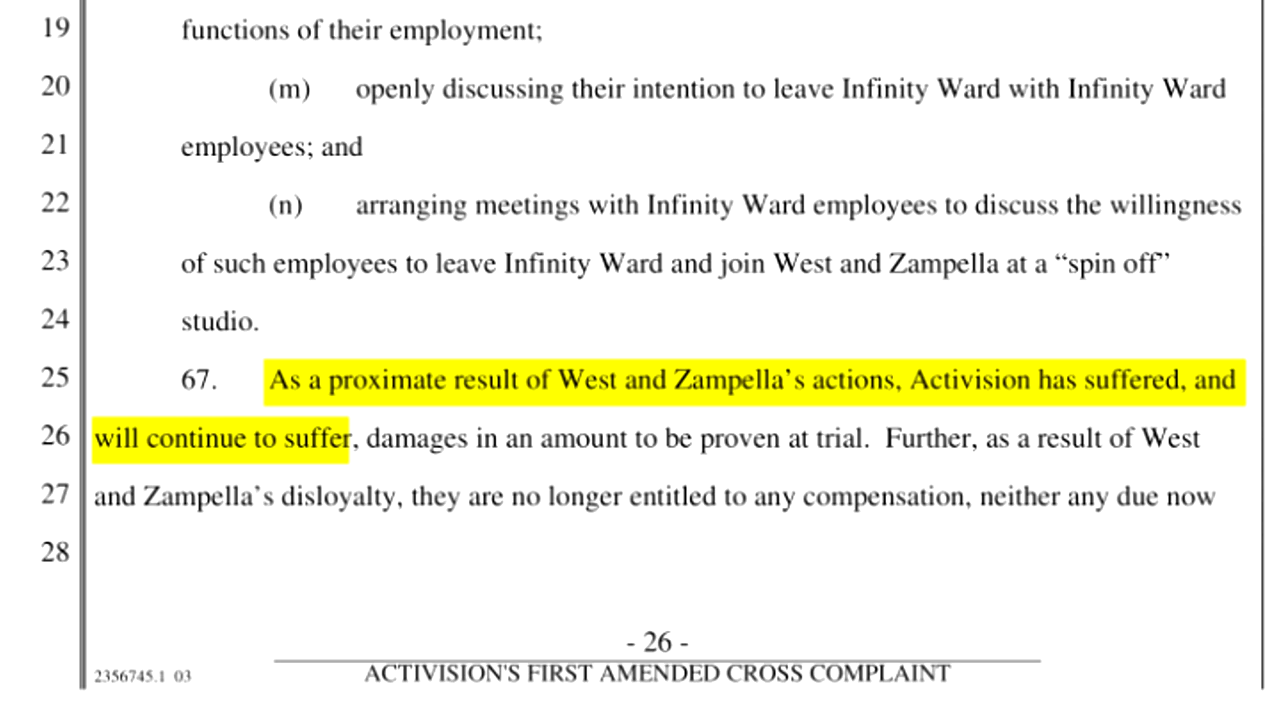 19 functions of their employment;
20 (m) openly discussing their intention to leave Infinity Ward with Infinity Ward
21 employees; and
22 (n) arranging meetings with Infinity Ward employees to discuss the willingness
23 of such employees to leave Infinity Ward and join West and Zampella at a “spin off”
24 studio.
25 67. As a proximate result of West and Zampella’s actions, Activision has suffered, and
26 will continue to suffer, damages in an amount to be proven at trial.  Further, as a result of West
27 and Zampella’s disloyalty, they are no longer entitled to any compensation, neither any due now
28
- 26 -
2356745.1 03 ACTIVISION'S FIRST AMENDED CROSS COMPLAINT